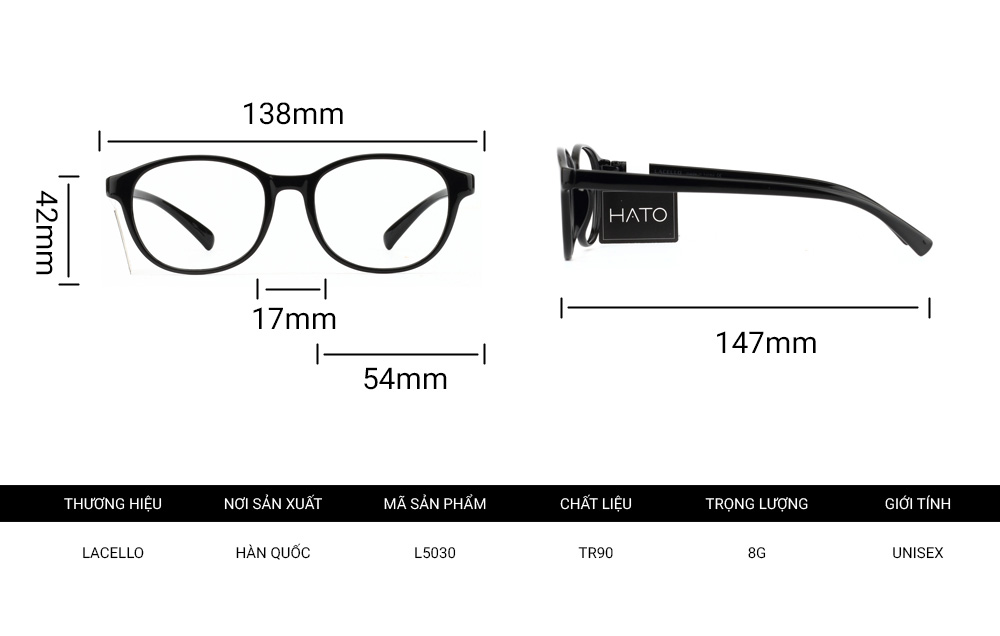 138mm
42mm
17mm
54mm
HATO
147mm
THƯƠNG HIỆU NƠI SẢN XUẤT MÃ SẢN PHẨM CHẤT LIỆU TRỌNG LƯỢNG GIỚI TÍNH
LACELLO HÀN QUỐC L5030 TR90 8G UNISEX